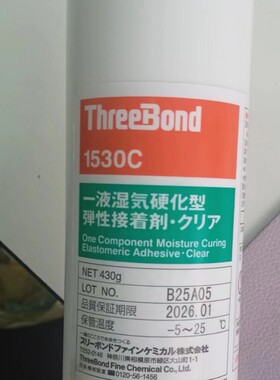 ThreeBond
1530C
一液湿気硬化型
弾性接着剤・クリア
One Component Moisture Curing
Elastomeric Adhesive・Clear
NET 430g
LOT NO. B25A05
品質保証期限 2026.01
保管温度 -5~25℃
スリーボンドファインケミカル株式会社
ThreeBond Fine Chemical Co., Ltd.
0120-56-1456